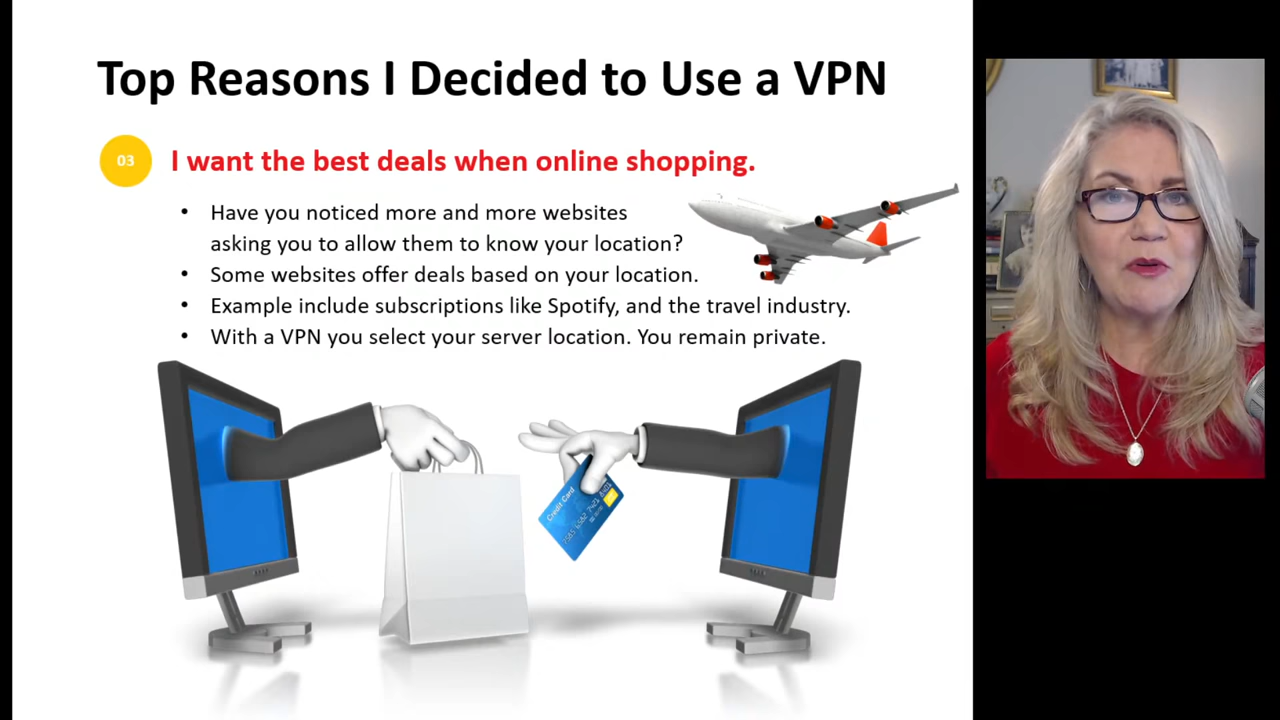 Top Reasons I Decided to Use a VPN
03
I want the best deals when online shopping.
• Have you noticed more and more websites
asking you to allow them to know your location?
• Some websites offer deals based on your location.
• Example include subscriptions like Spotify, and the travel industry.
• With a VPN you select your server location. You remain private.
Credit Card